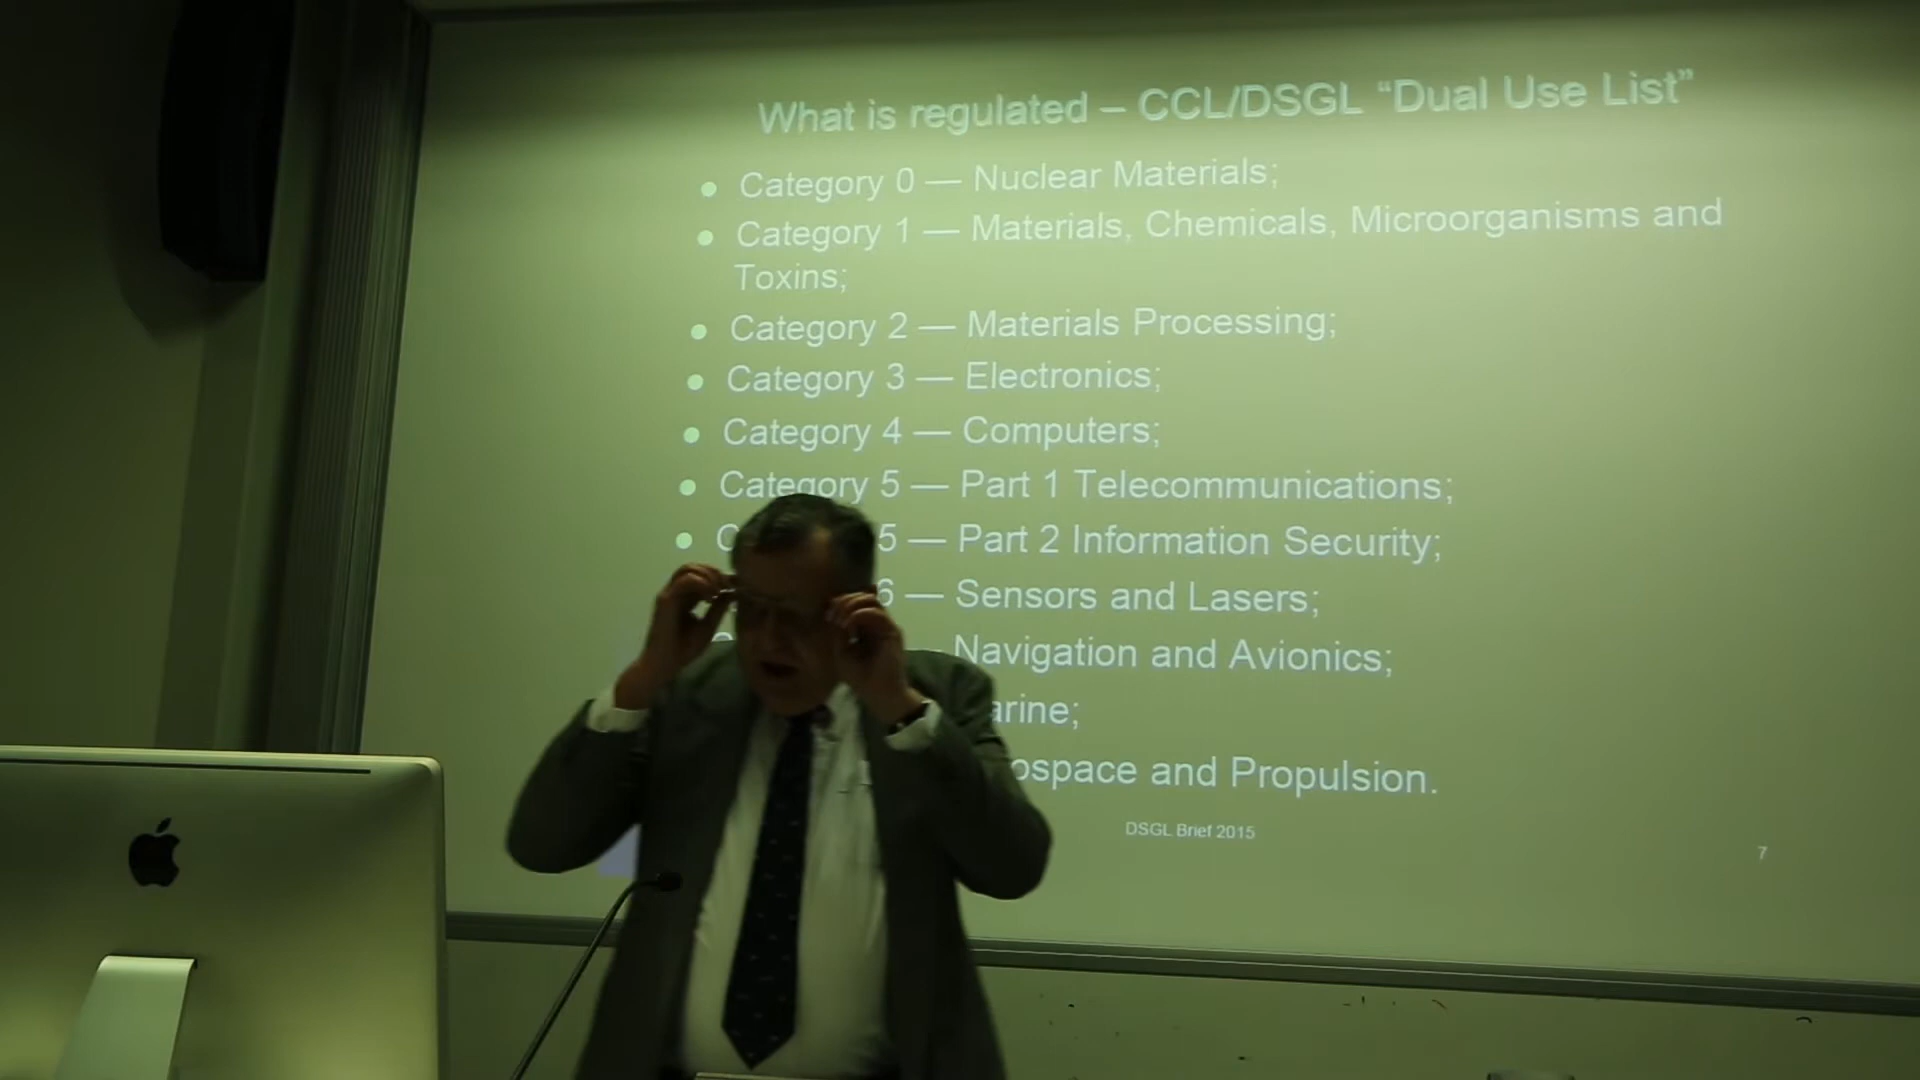 What is regulated – CCL/DSGL “Dual Use List”
• Category 0 — Nuclear Materials;
• Category 1 — Materials, Chemicals, Microorganisms and
Toxins;
• Category 2 — Materials Processing;
• Category 3 — Electronics;
• Category 4 — Computers;
• Category 5 — Part 1 Telecommunications;
• 5 — Part 2 Information Security;
6 — Sensors and Lasers;
Navigation and Avionics;
arine;
ospace and Propulsion.
DSGL Brief 2015
7